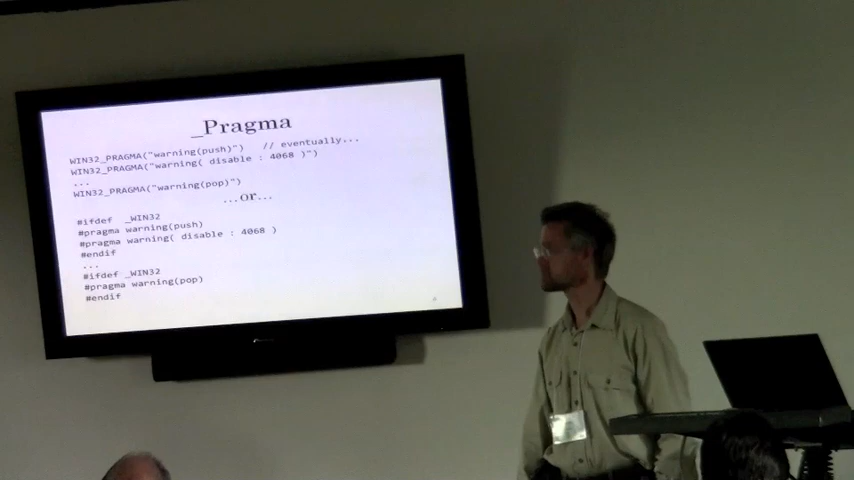 _Pragma
WIN32_PRAGMA("warning(push)") // eventually...
WIN32_PRAGMA("warning( disable : 4068 )")
...
WIN32_PRAGMA("warning(pop)")
...or...
#ifdef _WIN32
#pragma warning(push)
#pragma warning( disable : 4068 )
#endif
...
#ifdef _WIN32
#pragma warning(pop)
#endif